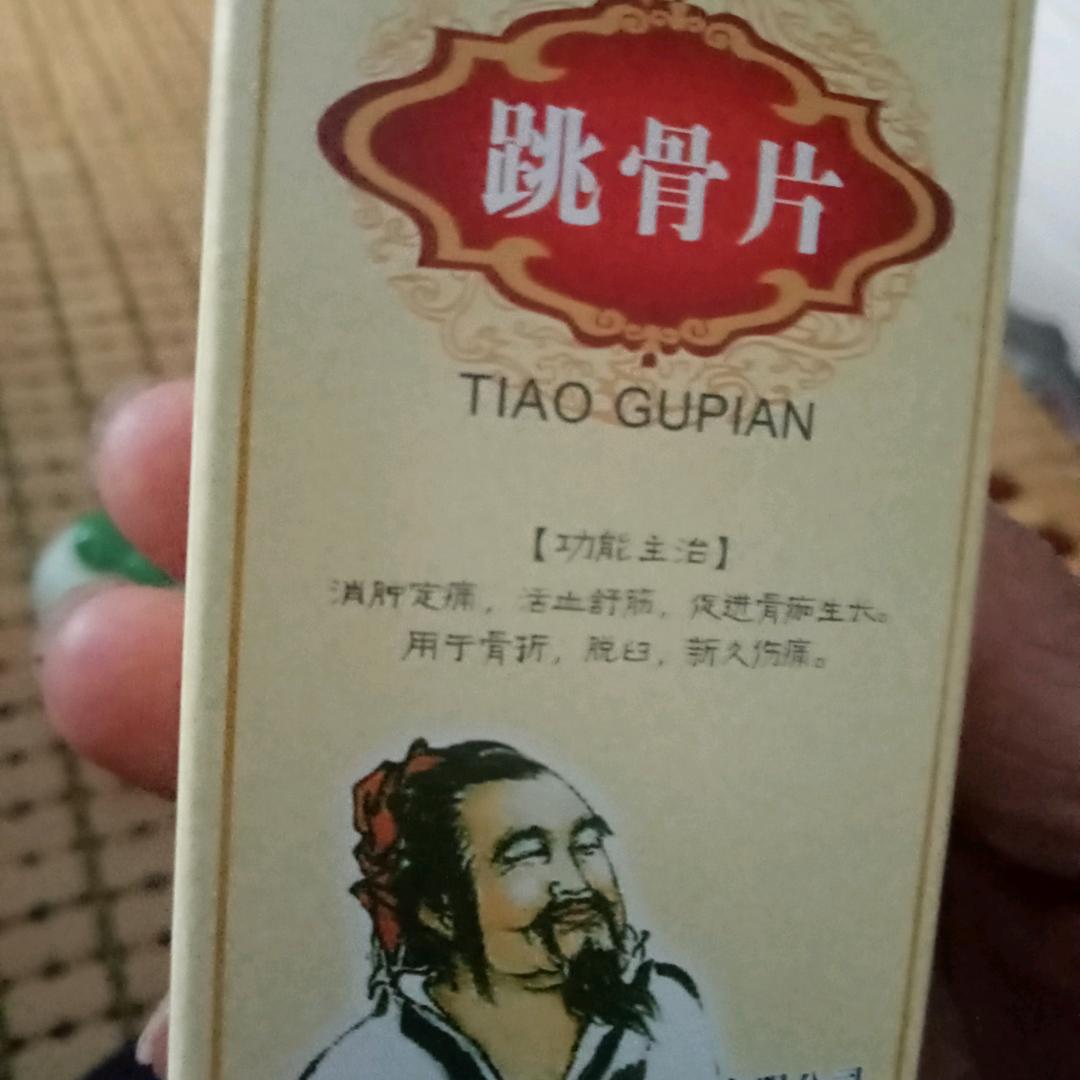 跳骨片
TIAO GUPIAN
【功能主治】
消肿定痛，活血舒筋，促进骨痂生长。
用于骨折，脱臼，新久伤痛。